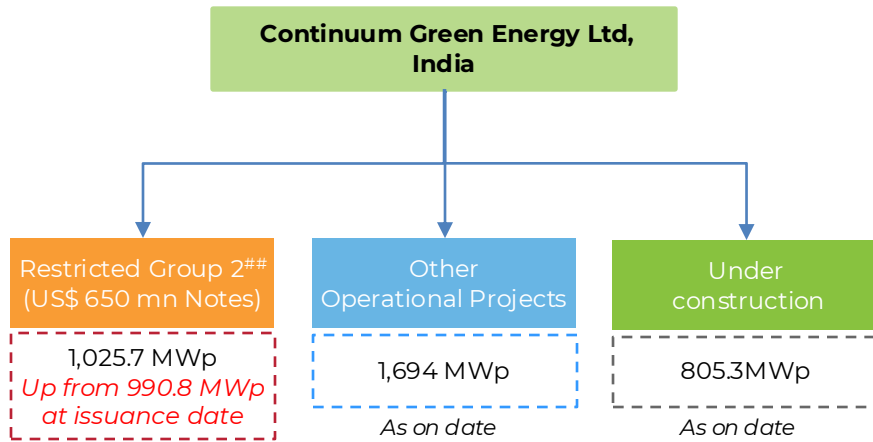 Continuum Green Energy Ltd,
India
Restricted Group 2##
(US$ 650 mn Notes)
Other
Operational Projects
Under
construction
1,025.7 MWp
Up from 990.8 MWp
at issuance date
1,694 MWp
805.3MWp
As on date
As on date